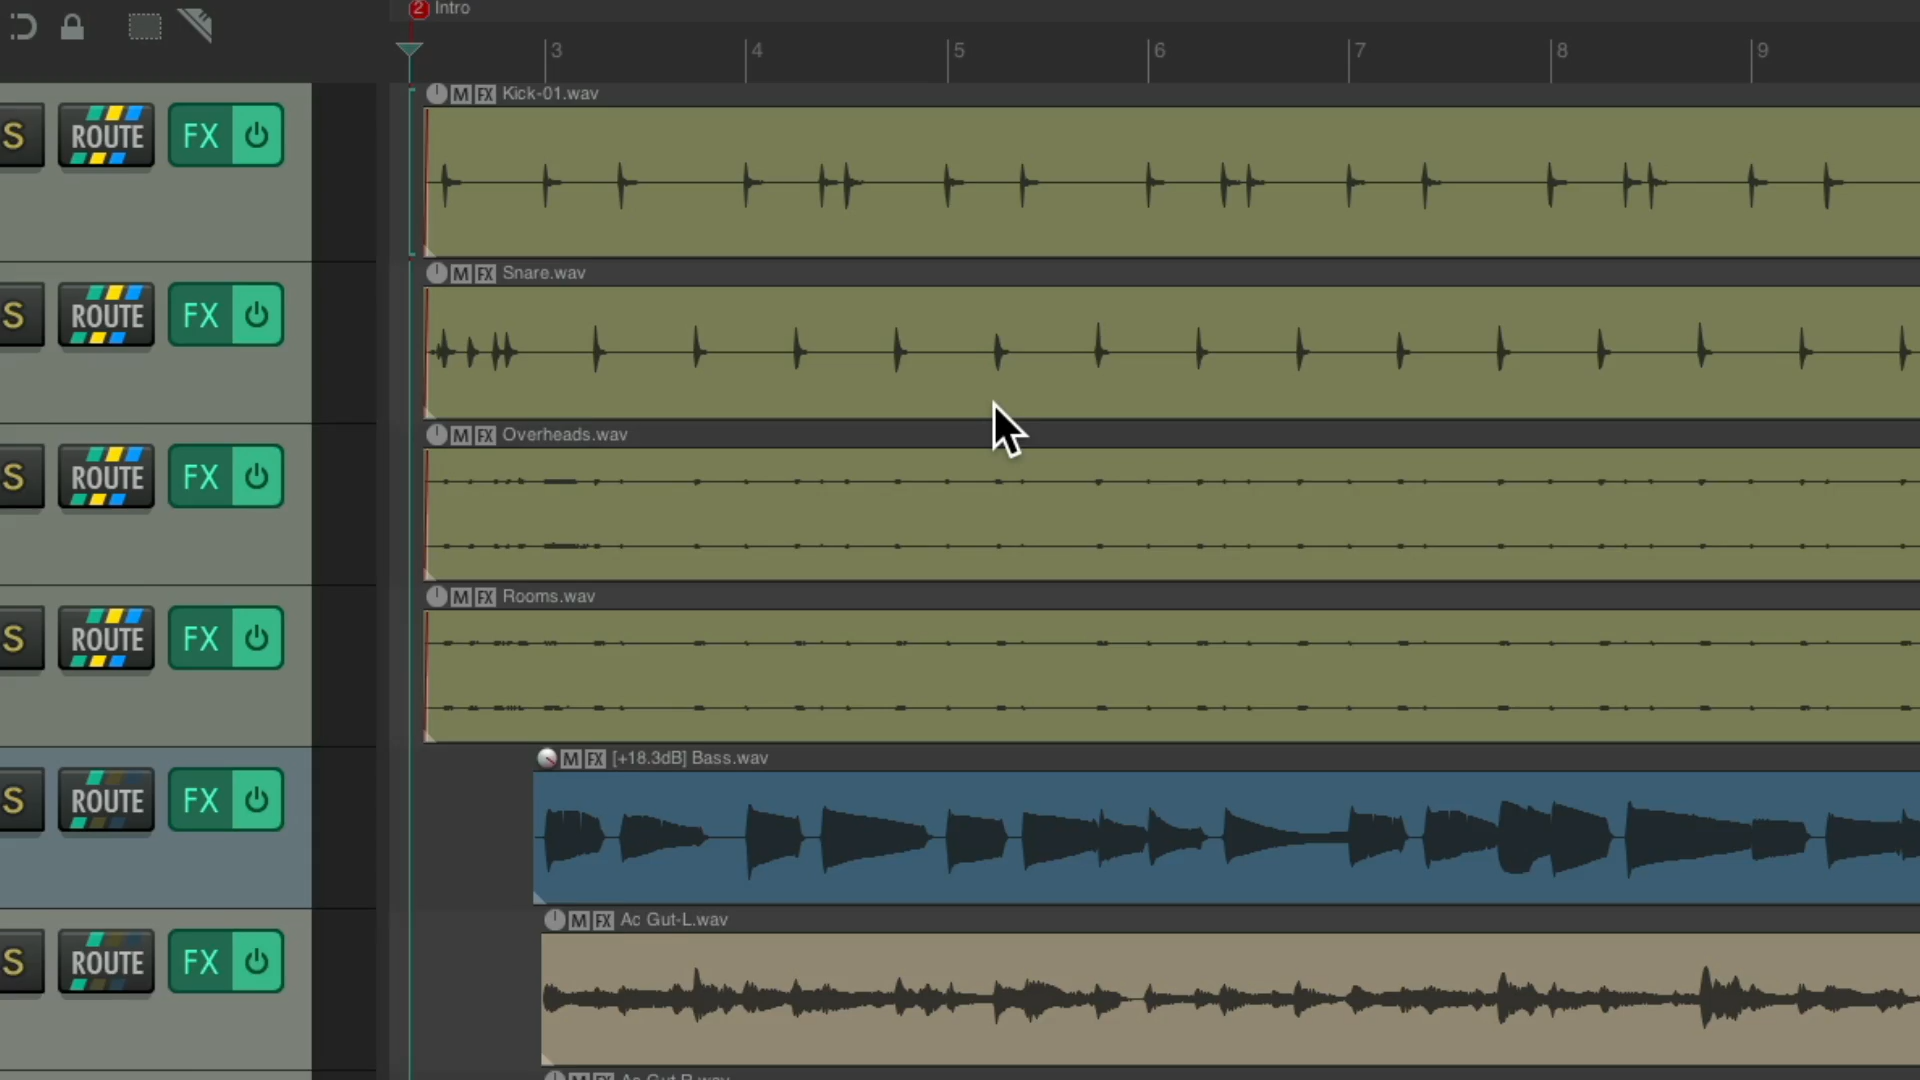 2 Intro
3 4 5 6 7 8 9
M FX Kick-01.wav
S ROUTE FX
M FX Snare.wav
S ROUTE FX
M FX Overheads.wav
S ROUTE FX
M FX Rooms.wav
S ROUTE FX
M FX [+18.3dB] Bass.wav
S ROUTE FX
M FX Ac Gut-L.wav
S ROUTE FX